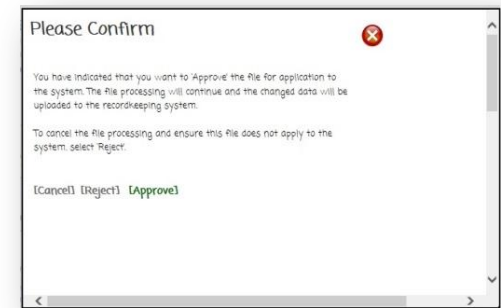 Please Confirm
You have indicated that you want to 'Approve' the file for application to
the system. The file processing will continue and the changed data will be
uploaded to the recordkeeping system.
To cancel the file processing and ensure this file does not apply to the
system, select 'Reject'.
[Cancel] [Reject] [Approve]